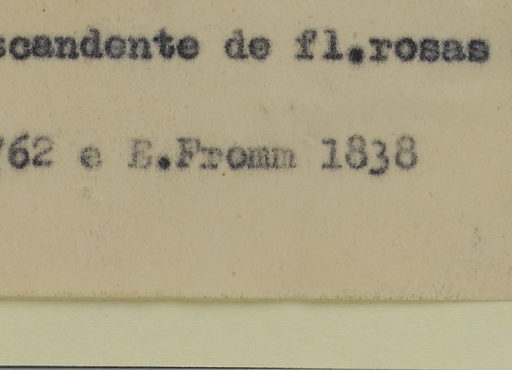 scandente de fl.rosas
762 e E.Fromm 1838